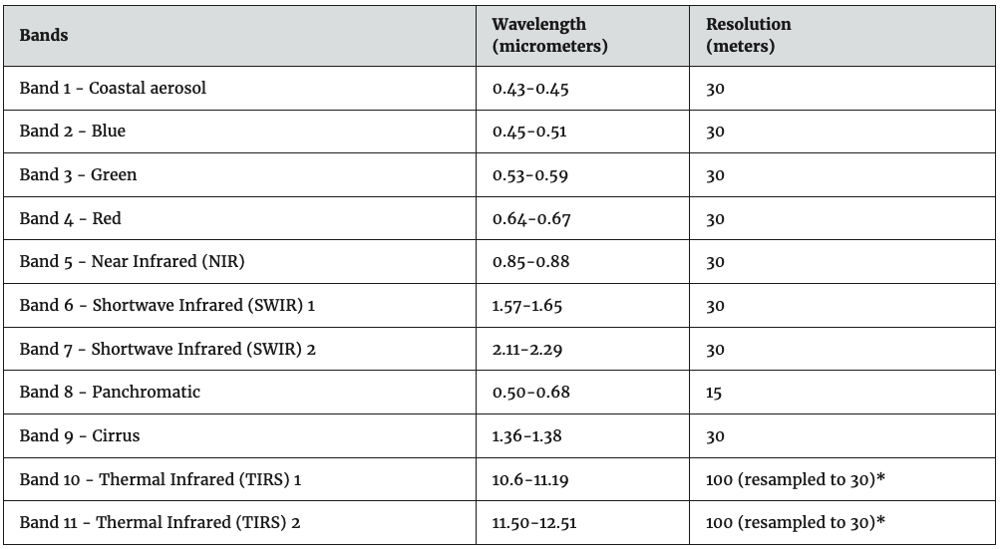 Bands Wavelength (micrometers) Resolution (meters)
Band 1 - Coastal aerosol 0.43-0.45 30
Band 2 - Blue 0.45-0.51 30
Band 3 - Green 0.53-0.59 30
Band 4 - Red 0.64-0.67 30
Band 5 - Near Infrared (NIR) 0.85-0.88 30
Band 6 - Shortwave Infrared (SWIR) 1 1.57-1.65 30
Band 7 - Shortwave Infrared (SWIR) 2 2.11-2.29 30
Band 8 - Panchromatic 0.50-0.68 15
Band 9 - Cirrus 1.36-1.38 30
Band 10 - Thermal Infrared (TIRS) 1 10.6-11.19 100 (resampled to 30)*
Band 11 - Thermal Infrared (TIRS) 2 11.50-12.51 100 (resampled to 30)*